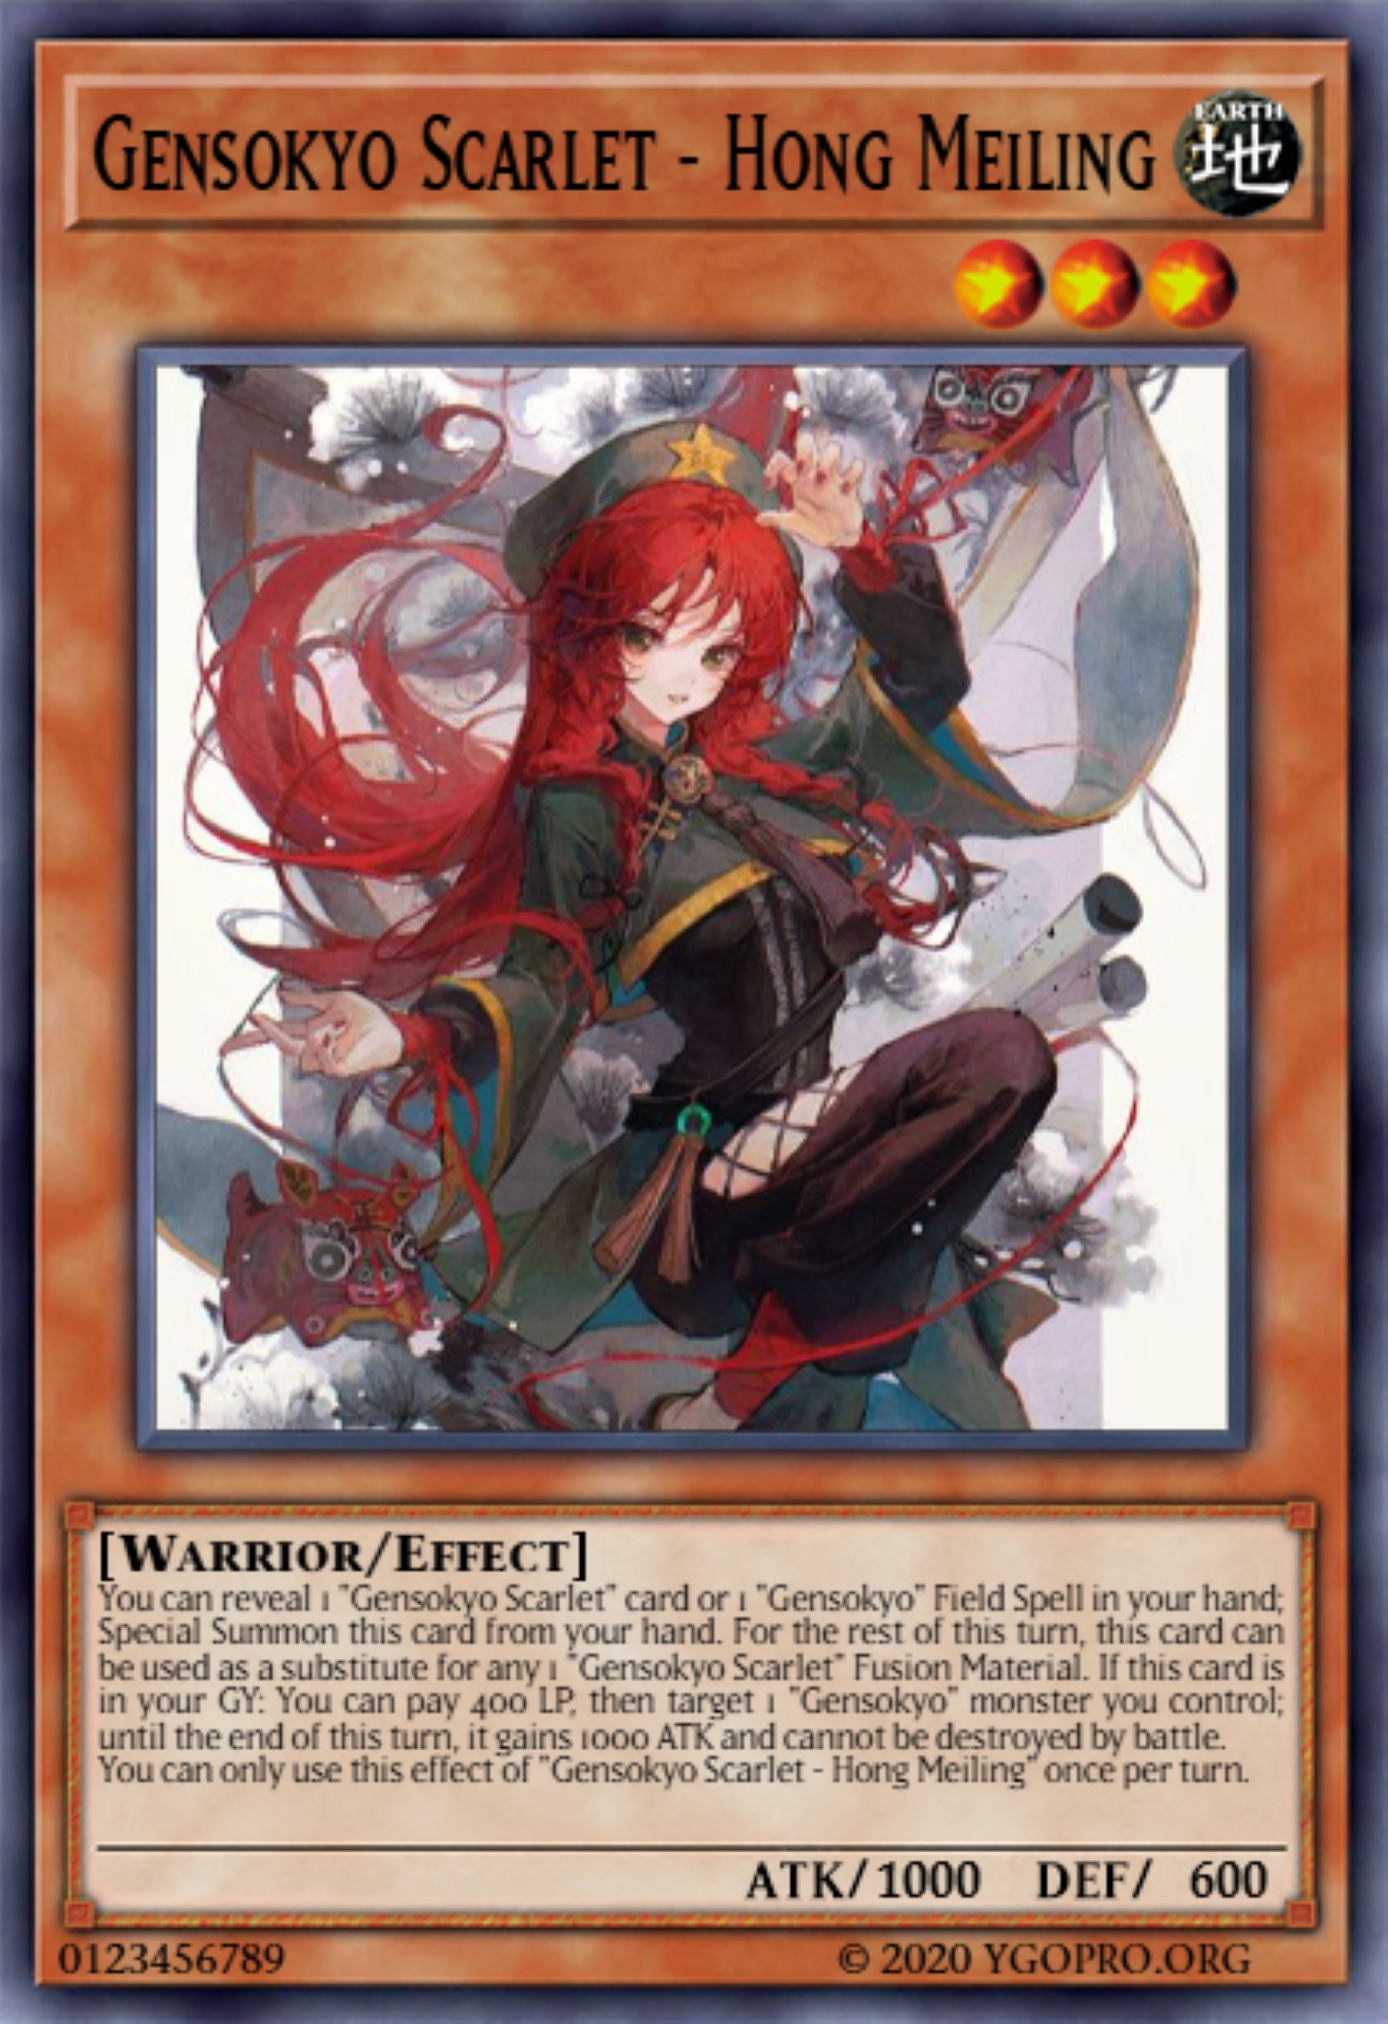 Gensokyo Scarlet - Hong Meiling
EARTH
地
[Warrior/Effect]
You can reveal 1 "Gensokyo Scarlet" card or 1 "Gensokyo" Field Spell in your hand;
Special Summon this card from your hand. For the rest of this turn, this card can
be used as a substitute for any 1 "Gensokyo Scarlet" Fusion Material. If this card is
in your GY: You can pay 400 LP, then target 1 "Gensokyo" monster you control;
until the end of this turn, it gains 1000 ATK and cannot be destroyed by battle.
You can only use this effect of "Gensokyo Scarlet - Hong Meiling" once per turn.
ATK/1000 DEF/ 600
0123456789 © 2020 YGOPRO.ORG